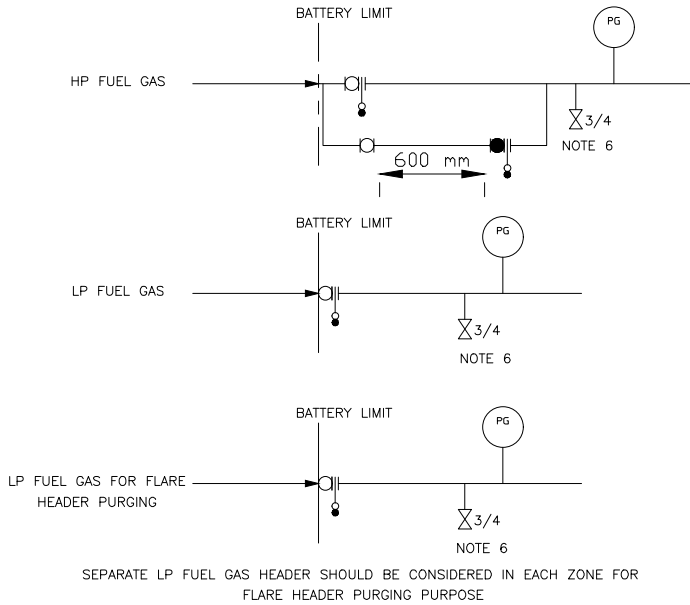 BATTERY LIMIT
PG
HP FUEL GAS
3/4
NOTE 6
600 mm
BATTERY LIMIT
PG
LP FUEL GAS
3/4
NOTE 6
BATTERY LIMIT
PG
LP FUEL GAS FOR FLARE
HEADER PURGING
3/4
NOTE 6
SEPARATE LP FUEL GAS HEADER SHOULD BE CONSIDERED IN EACH ZONE FOR
FLARE HEADER PURGING PURPOSE